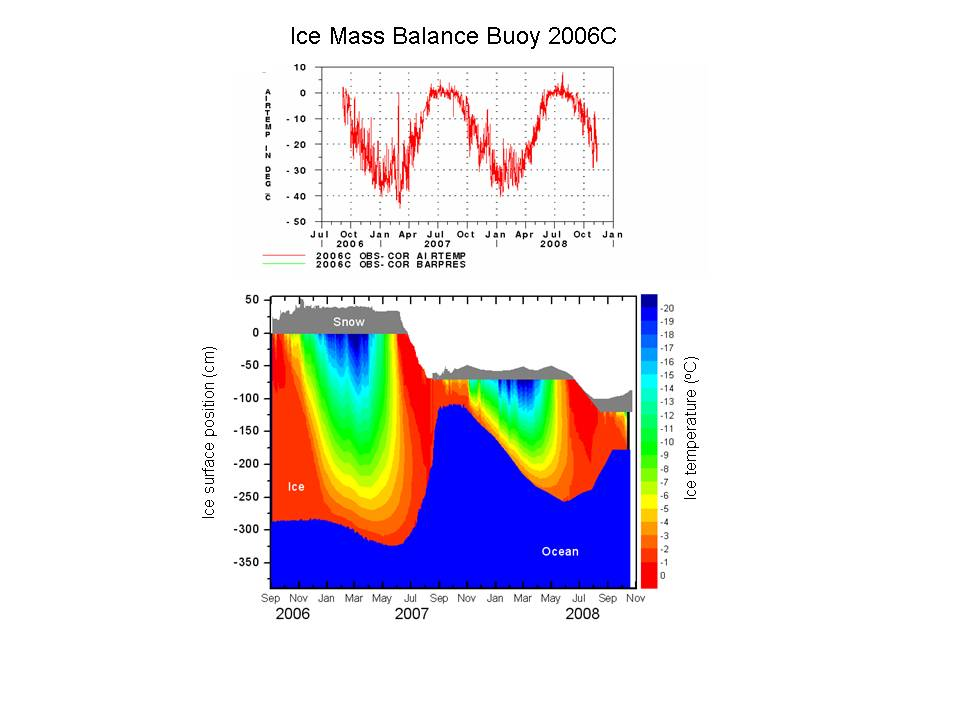 Ice Mass Balance Buoy 2006C
AIRTEMP IN DEG C
10
0
-10
-20
-30
-40
-50
Jul Oct Jan Apr Jul Oct Jan Apr Jul Oct Jan
2006 2007 2008
2006C OBS-COR AIRTEMP
2006C OBS-COR BARPRES
Ice surface position (cm)
50
0
-50
-100
-150
-200
-250
-300
-350
Snow
Ice
Ocean
Sep Nov Jan Mar May Jul Sep Nov Jan Mar May Jul Sep Nov
2006 2007 2008
-20
-19
-18
-17
-16
-15
-14
-13
-12
-11
-10
-9
-8
-7
-6
-5
-4
-3
-2
-1
0
Ice temperature (ºC)